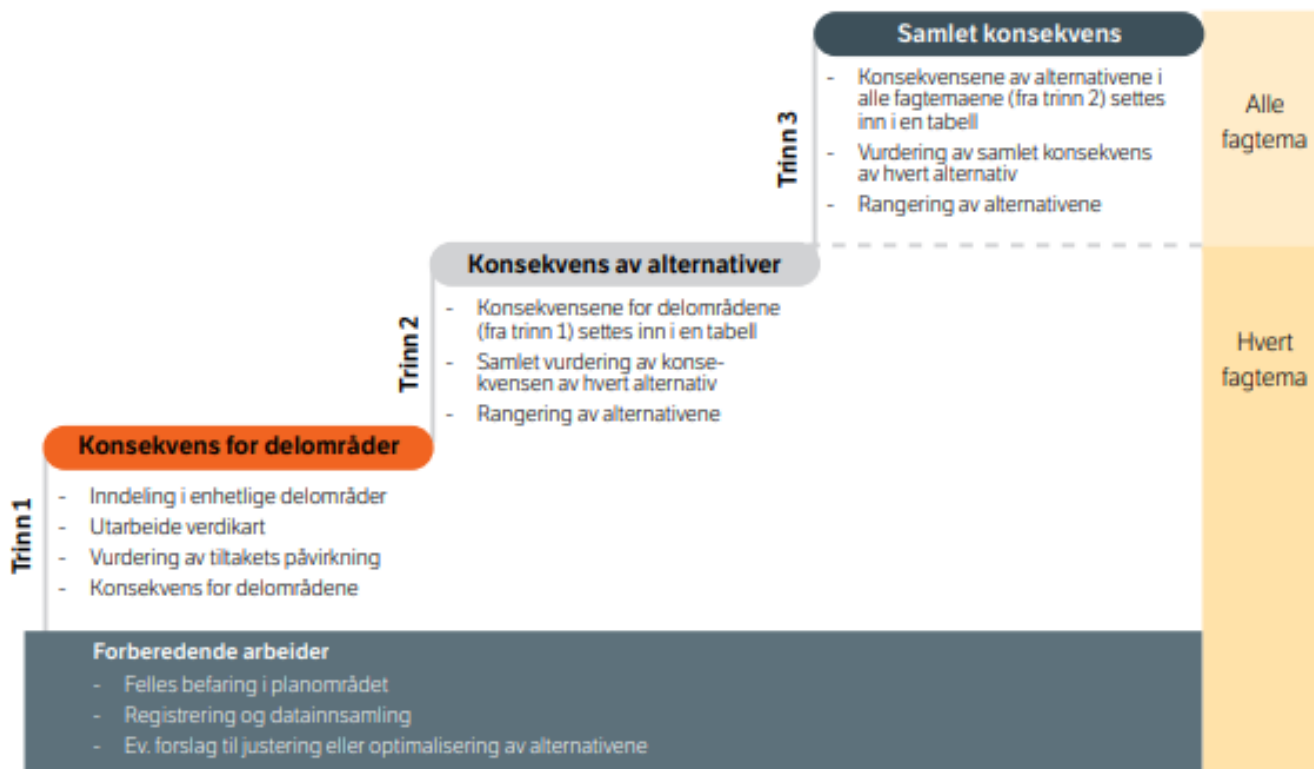 Samlet konsekvens
- Konsekvensene av alternativene i
alle fagtemaene (fra trinn 2) settes
inn i en tabell
- Vurdering av samlet konsekvens
av hvert alternativ
- Rangering av alternativene
Trinn 3
Alle
fagtema
Konsekvens av alternativer
- Konsekvensene for delområdene
(fra trinn 1) settes inn i en tabell
- Samlet vurdering av konse-
kvensen av hvert alternativ
- Rangering av alternativene
Trinn 2
Hvert
fagtema
Konsekvens for delområder
- Inndeling i enhetlige delområder
- Utarbeide verdikart
- Vurdering av tiltakets påvirkning
- Konsekvens for delområdene
Trinn 1
Forberedende arbeider
- Felles befaring i planområdet
- Registrering og datainnsamling
- Ev. forslag til justering eller optimalisering av alternativene